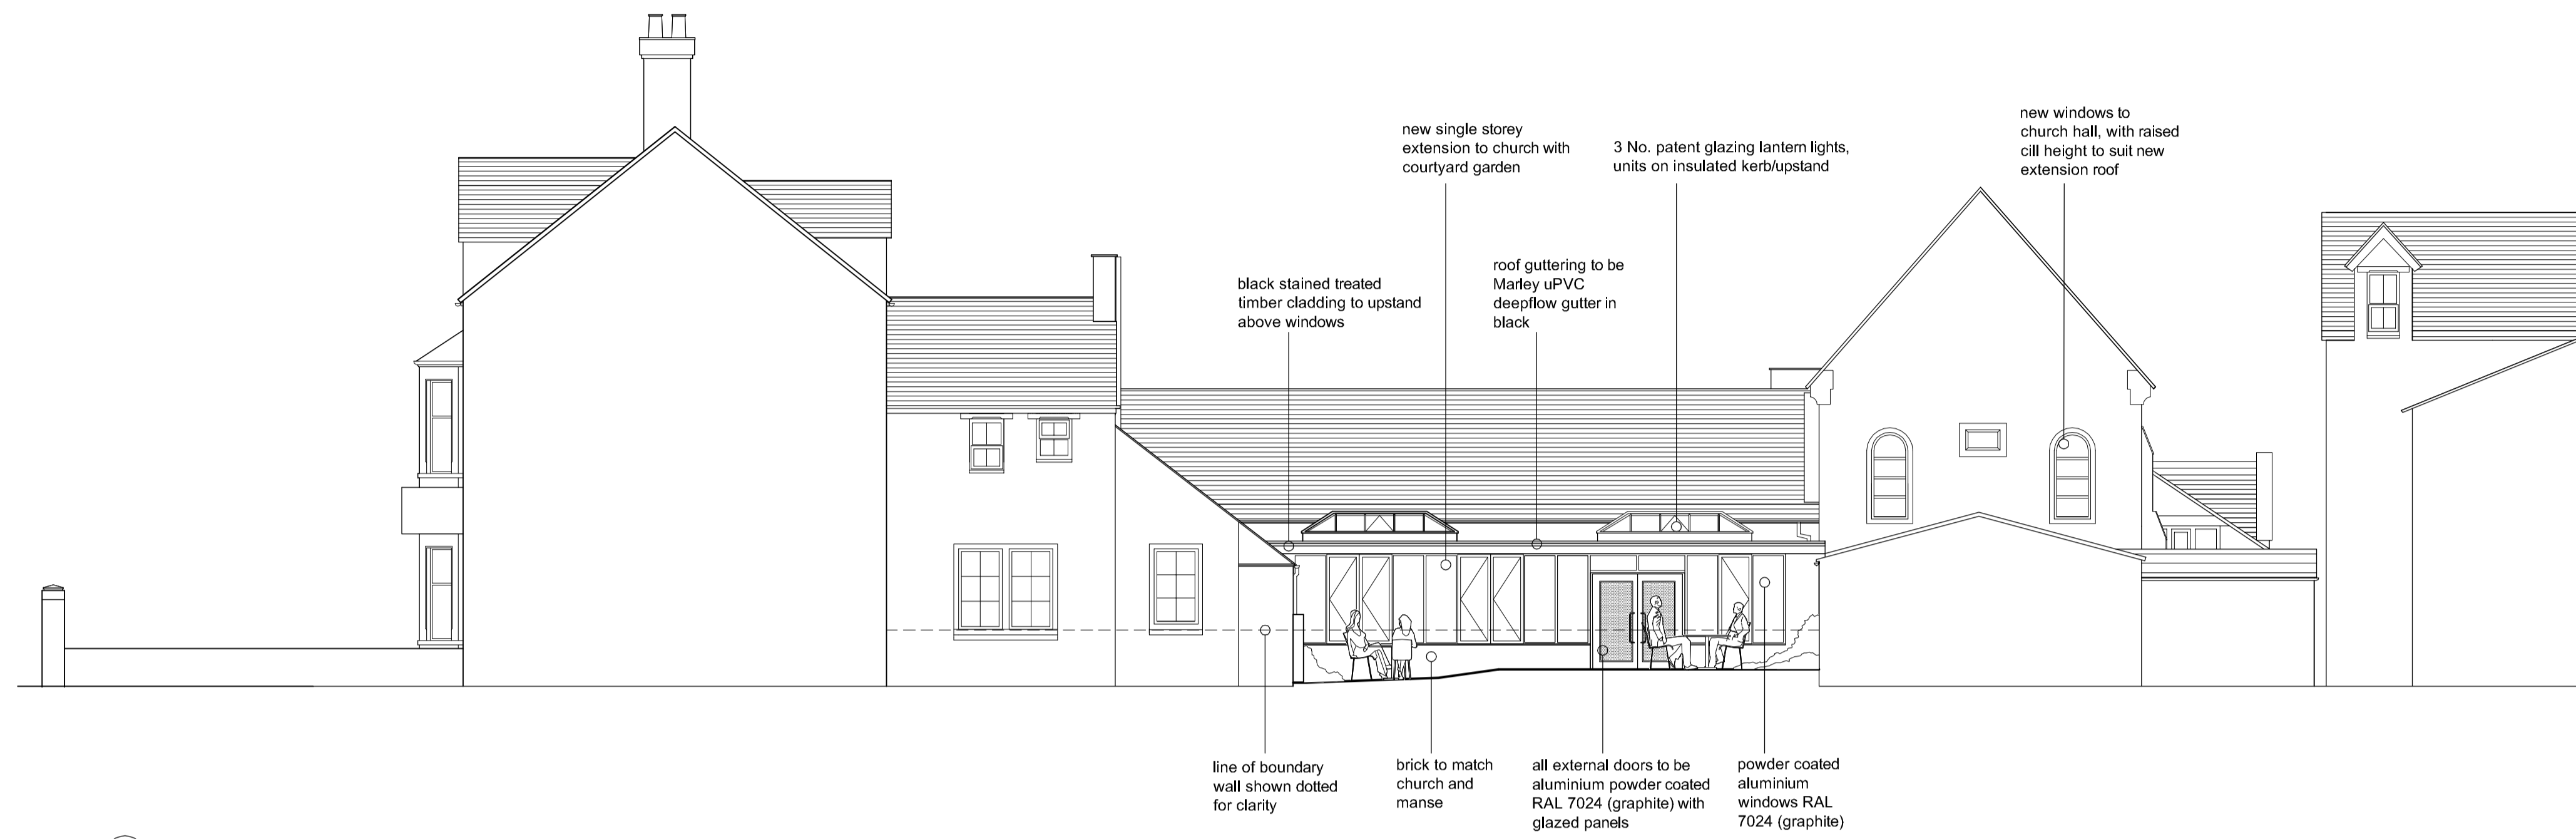 new windows to
church hall, with raised
cill height to suit new
extension roof
new single storey
extension to church with
courtyard garden
3 No. patent glazing lantern lights,
units on insulated kerb/upstand
roof guttering to be
Marley uPVC
deepflow gutter in
black
black stained treated
timber cladding to upstand
above windows
line of boundary
wall shown dotted
for clarity
brick to match
church and
manse
all external doors to be
aluminium powder coated
RAL 7024 (graphite) with
glazed panels
powder coated
aluminium
windows RAL
7024 (graphite)